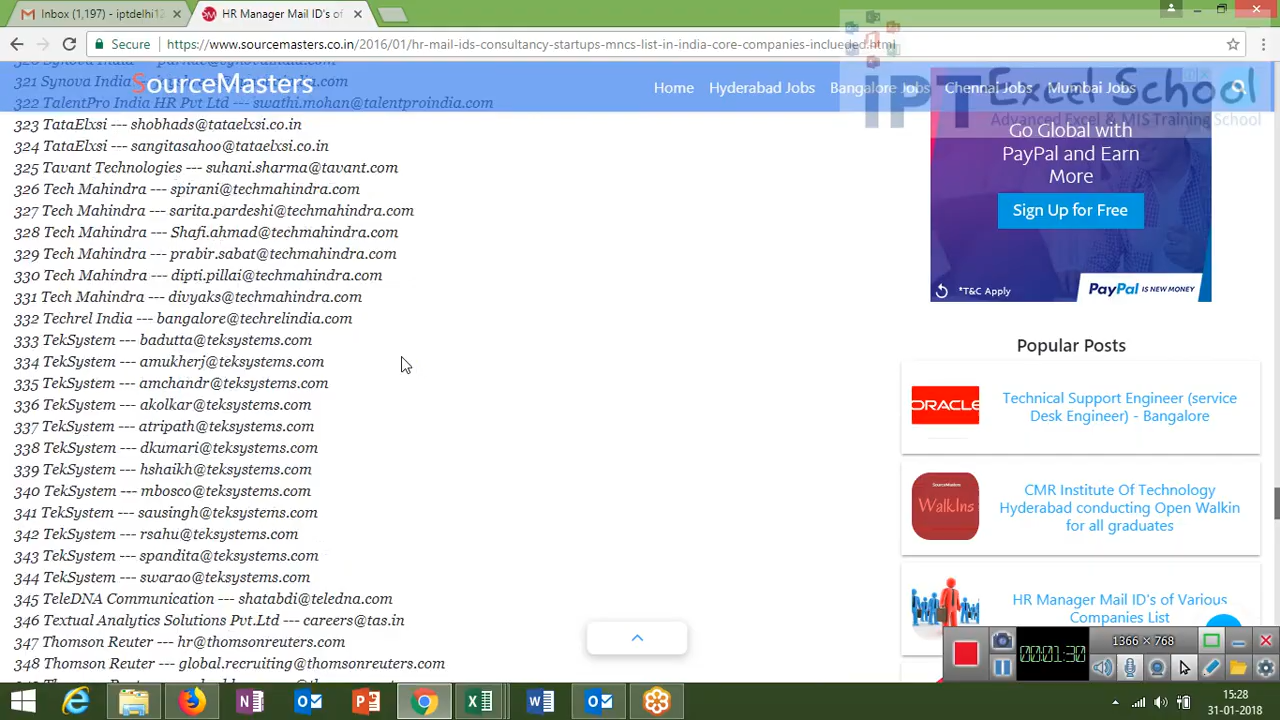 Inbox (1,197) - iptdelhi12
HR Manager Mail ID's of
Secure
https://www.sourcemasters.co.in/2016/01/hr-mail-ids-consultancy-startups-mncs-list-in-india-core-companies-inclueded.html
SourceMasters
Home
Hyderabad Jobs
Bangalore Jobs
Chennai Jobs
Mumbai Jobs
iPT Excel School
Advanced Excel & MIS Training School
321 Synova India
322 TalentPro India HR Pvt Ltd --- swathi.mohan@talentproindia.com
323 TataElxsi --- shobhads@tataelxsi.co.in
324 TataElxsi --- sangitasahoo@tataelxsi.co.in
325 Tavant Technologies --- suhani.sharma@tavant.com
326 Tech Mahindra --- spirani@techmahindra.com
327 Tech Mahindra --- sarita.pardeshi@techmahindra.com
328 Tech Mahindra --- Shafi.ahmad@techmahindra.com
329 Tech Mahindra --- prabir.sabat@techmahindra.com
330 Tech Mahindra --- dipti.pillai@techmahindra.com
331 Tech Mahindra --- divyaks@techmahindra.com
332 Techrel India --- bangalore@techrelindia.com
333 TekSystem --- badutta@teksystems.com
334 TekSystem --- amukherj@teksystems.com
335 TekSystem --- amchandr@teksystems.com
336 TekSystem --- akolkar@teksystems.com
337 TekSystem --- atripath@teksystems.com
338 TekSystem --- dkumari@teksystems.com
339 TekSystem --- hshaikh@teksystems.com
340 TekSystem --- mbosco@teksystems.com
341 TekSystem --- sausingh@teksystems.com
342 TekSystem --- rsahu@teksystems.com
343 TekSystem --- spandita@teksystems.com
344 TekSystem --- swarao@teksystems.com
345 TeleDNA Communication --- shatabdi@teledna.com
346 Textual Analytics Solutions Pvt.Ltd --- careers@tas.in
347 Thomson Reuter --- hr@thomsonreuters.com
348 Thomson Reuter --- global.recruiting@thomsonreuters.com
Go Global with
PayPal and Earn
More
Sign Up for Free
*T&C Apply
PayPal IS NEW MONEY
Popular Posts
ORACLE
Technical Support Engineer (service
Desk Engineer) - Bangalore
SourceMasters
WalkIns
CMR Institute Of Technology
Hyderabad conducting Open Walkin
for all graduates
HR Manager Mail ID's of Various
Companies List
1366 × 768
00:01:30
15:28
31-01-2018